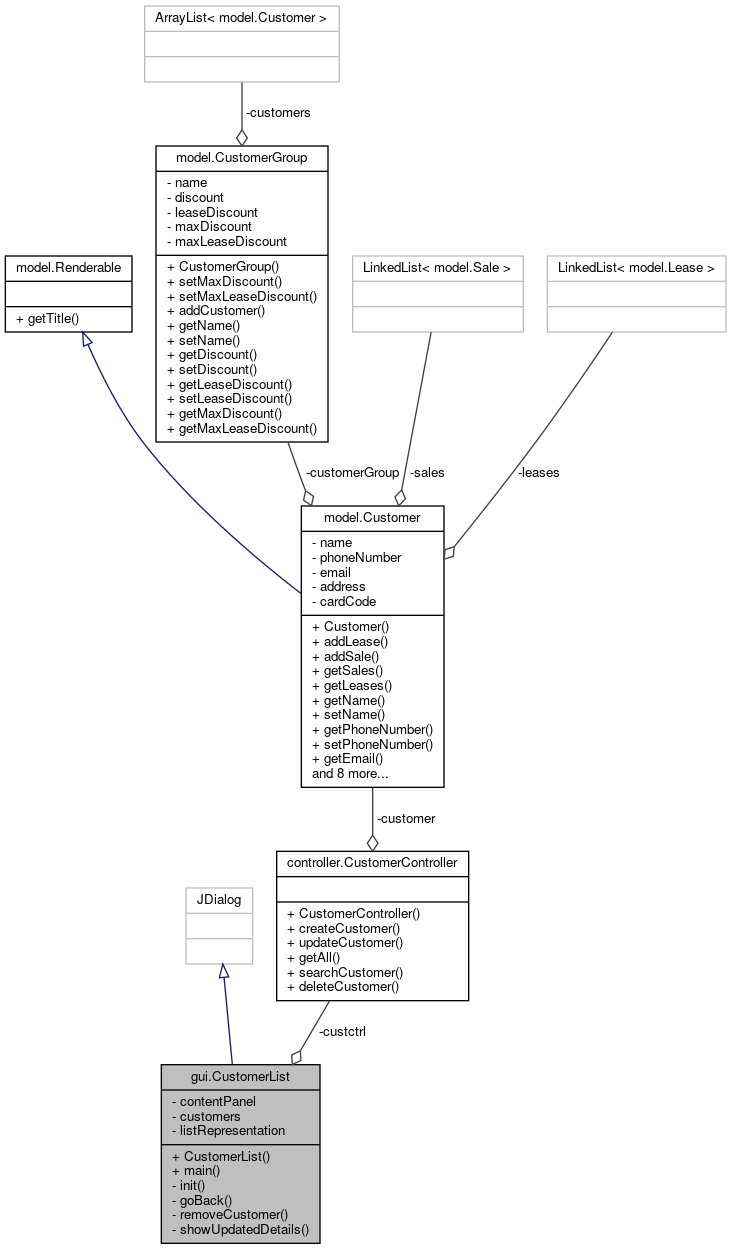 ArrayList< model.Customer >
-customers
model.CustomerGroup
- name
- discount
- leaseDiscount
- maxDiscount
- maxLeaseDiscount
+ CustomerGroup()
+ setMaxDiscount()
+ setMaxLeaseDiscount()
+ addCustomer()
+ getName()
+ setName()
+ getDiscount()
+ setDiscount()
+ getLeaseDiscount()
+ setLeaseDiscount()
+ getMaxDiscount()
+ getMaxLeaseDiscount()
model.Renderable
+ getTitle()
LinkedList< model.Sale >
LinkedList< model.Lease >
-customerGroup
-sales
-leases
model.Customer
- name
- phoneNumber
- email
- address
- cardCode
+ Customer()
+ addLease()
+ addSale()
+ getSales()
+ getLeases()
+ getName()
+ setName()
+ getPhoneNumber()
+ setPhoneNumber()
+ getEmail()
and 8 more...
-customer
controller.CustomerController
+ CustomerController()
+ createCustomer()
+ updateCustomer()
+ getAll()
+ searchCustomer()
+ deleteCustomer()
JDialog
-custctrl
gui.CustomerList
- contentPanel
- customers
- listRepresentation
+ CustomerList()
+ main()
- init()
- goBack()
- removeCustomer()
- showUpdatedDetails()